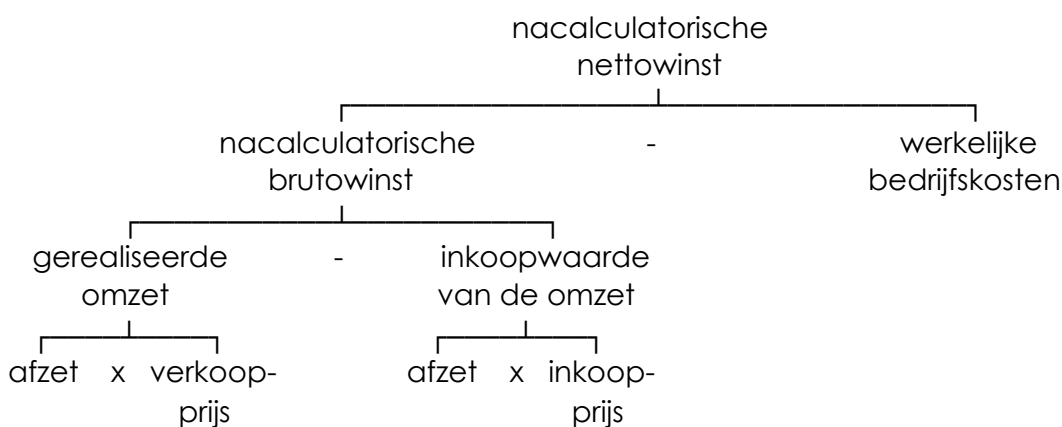 nacalculatorische
nettowinst
nacalculatorische - werkelijke
brutowinst bedrijfskosten
gerealiseerde - inkoopwaarde
omzet van de omzet
afzet x verkoop- afzet x inkoop-
prijs prijs